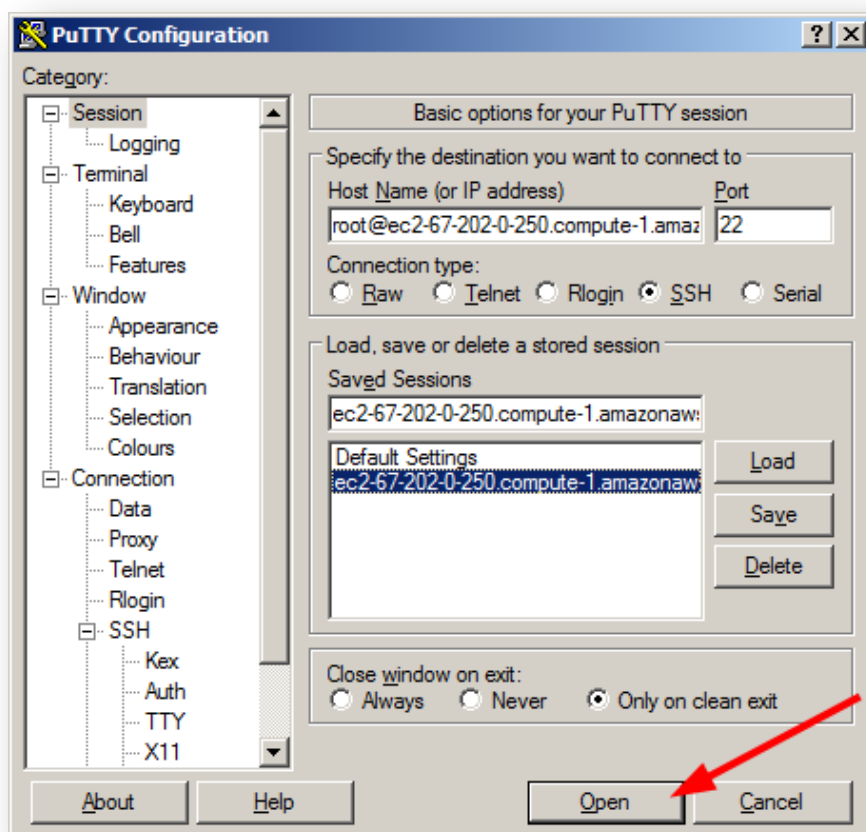 PuTTY Configuration
Category:
Session
Logging
Terminal
Keyboard
Bell
Features
Window
Appearance
Behaviour
Translation
Selection
Colours
Connection
Data
Proxy
Telnet
Rlogin
SSH
Kex
Auth
TTY
X11
Basic options for your PuTTY session
Specify the destination you want to connect to
Host Name (or IP address) Port
root@ec2-67-202-0-250.compute-1.amaz 22
Connection type:
Raw Telnet Rlogin SSH Serial
Load, save or delete a stored session
Saved Sessions
ec2-67-202-0-250.compute-1.amazonaws
Default Settings
ec2-67-202-0-250.compute-1.amazonaw
Load
Save
Delete
Close window on exit:
Always Never Only on clean exit
About Help Open Cancel